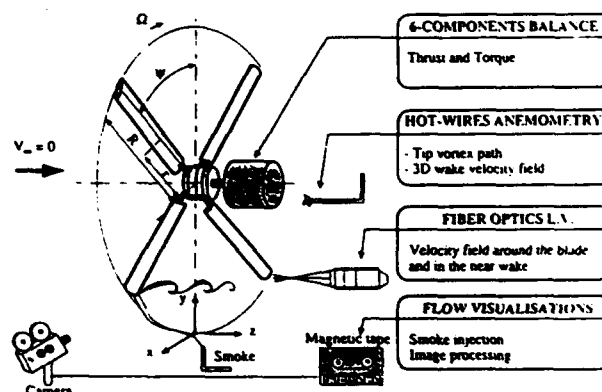 Ω
Ψ
R
V∞ = 0
y
z
x
Smoke
Camera
Magnetic tape
6-COMPONENTS BALANCE
Thrust and Torque
HOT-WIRES ANEMOMETRY
- Tip vortex path
- 3D wake velocity field
FIBER OPTICS L.V.
Velocity field around the blade
and in the near wake
FLOW VISUALISATIONS
Smoke injection
Image processing